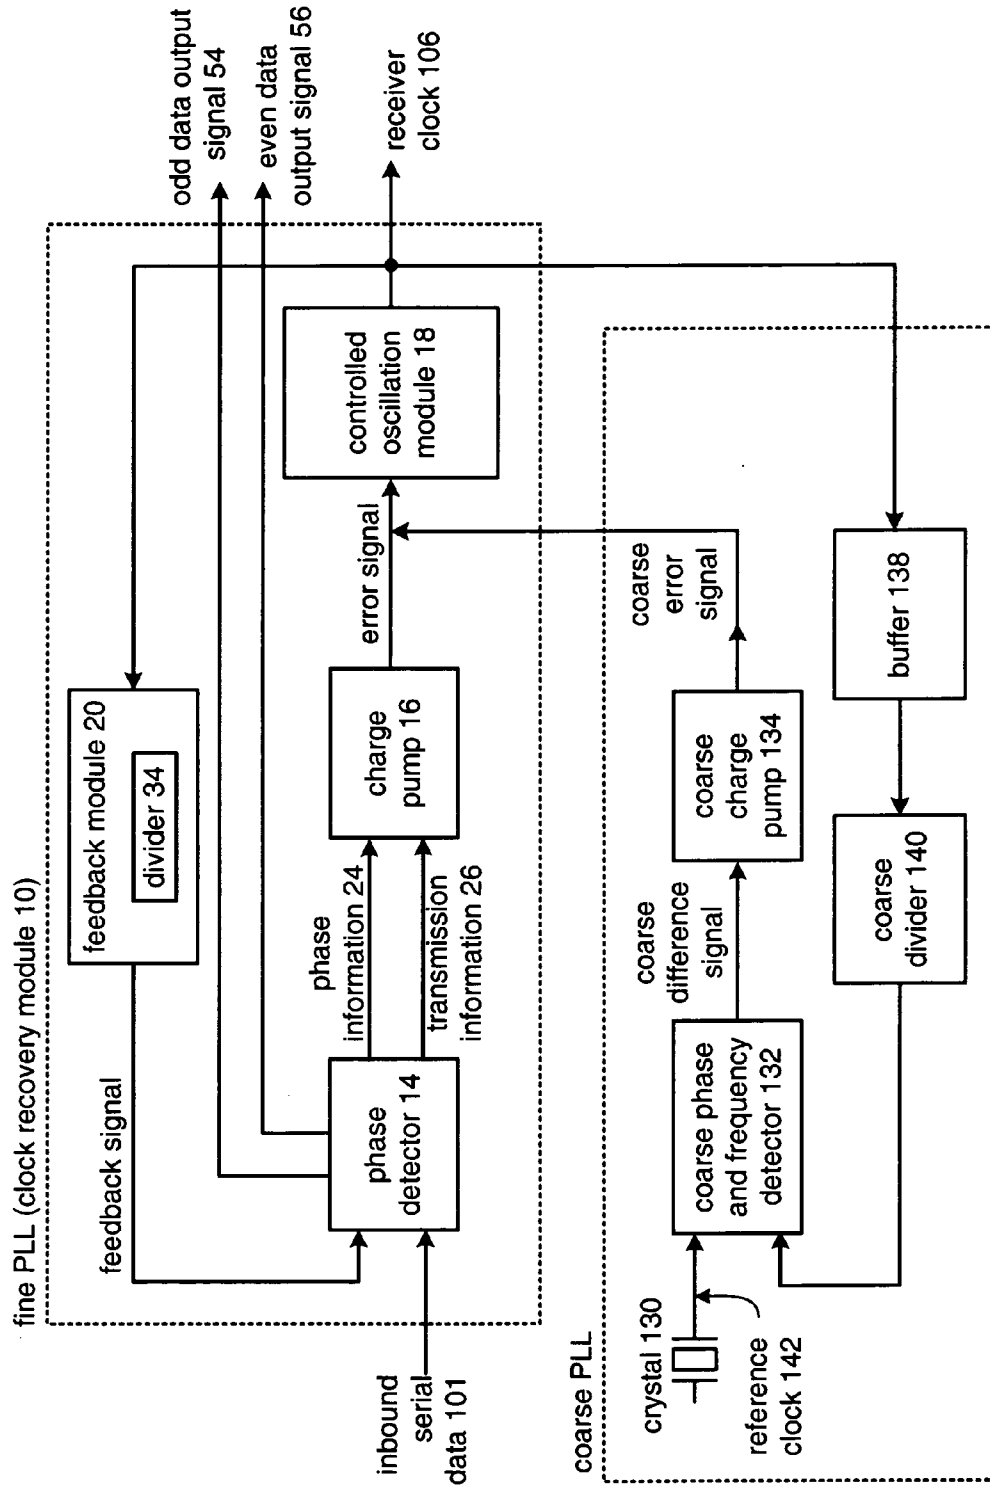 fine PLL (clock recovery module 10)
feedback signal
feedback module 20
divider 34
odd data output
signal 54
even data
output signal 56
inbound
serial
data 101
phase
detector 14
phase
information 24
transmission
information 26
charge
pump 16
error signal
controlled
oscillation
module 18
receiver
clock 106
coarse PLL
crystal 130
reference
clock 142
coarse phase
and frequency
detector 132
coarse
difference
signal
coarse
charge
pump 134
coarse
error
signal
coarse
divider 140
buffer 138